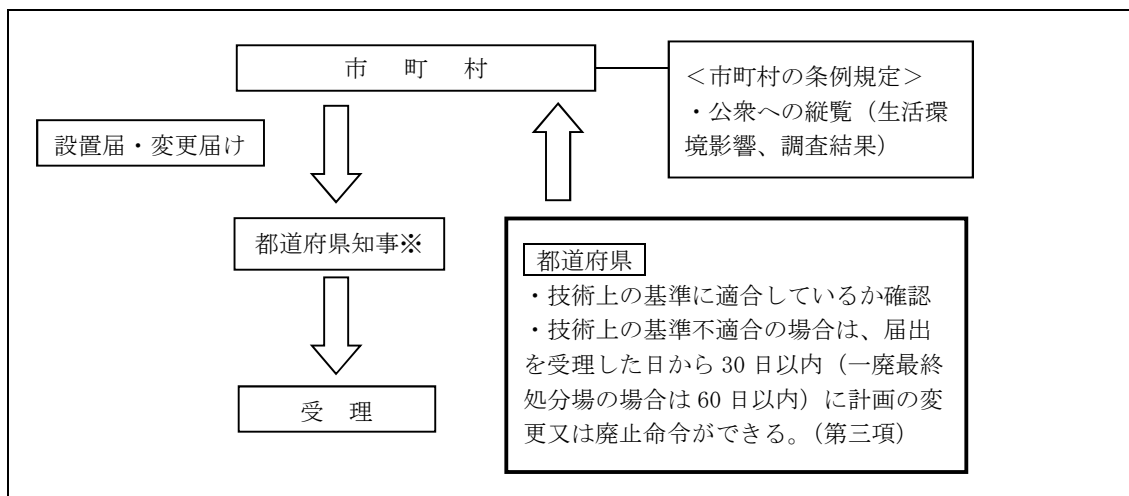 市　町　村
＜市町村の条例規定＞
・公衆への縦覧（生活環
境影響、調査結果）
設置届・変更届け
都道府県知事※
都道府県
・技術上の基準に適合しているか確認
・技術上の基準不適合の場合は、届出
を受理した日から 30 日以内（一廃最終
処分場の場合は 60 日以内）に計画の変
更又は廃止命令ができる。（第三項）
受　理